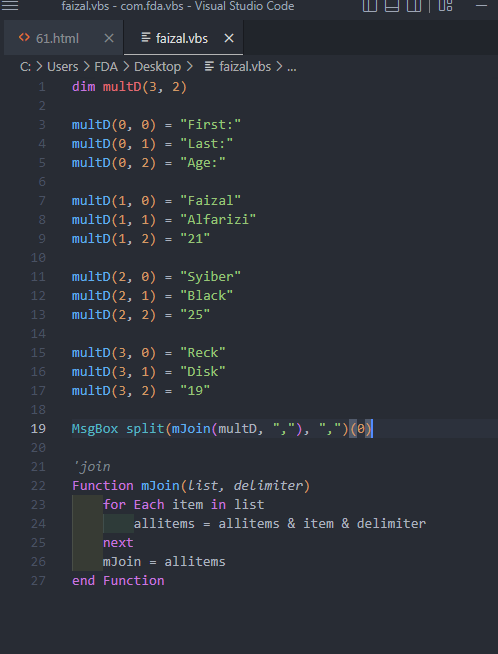 faizal.vbs - com.fda.vbs - Visual Studio Code
61.html
faizal.vbs
C: > Users > FDA > Desktop > faizal.vbs > ...
1 dim multD(3, 2)
2
3 multD(0, 0) = "First:"
4 multD(0, 1) = "Last:"
5 multD(0, 2) = "Age:"
6
7 multD(1, 0) = "Faizal"
8 multD(1, 1) = "Alfarizi"
9 multD(1, 2) = "21"
10
11 multD(2, 0) = "Syiber"
12 multD(2, 1) = "Black"
13 multD(2, 2) = "25"
14
15 multD(3, 0) = "Reck"
16 multD(3, 1) = "Disk"
17 multD(3, 2) = "19"
18
19 MsgBox split(mJoin(multD, ","), ",")(0)
20
21 'join
22 Function mJoin(list, delimiter)
23 for Each item in list
24 allitems = allitems & item & delimiter
25 next
26 mJoin = allitems
27 end Function